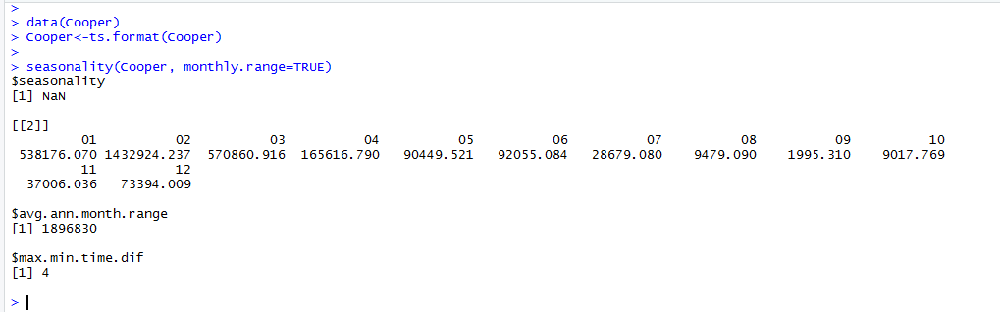 >
> data(Cooper)
> Cooper<-ts.format(Cooper)
>
> seasonality(Cooper, monthly.range=TRUE)
$seasonality
[1] NaN
[[2]]
01 02 03 04 05 06 07 08 09 10
538176.070 1432924.237 570860.916 165616.790 90449.521 92055.084 28679.080 9479.090 1995.310 9017.769
11 12
37006.036 73394.009
$avg.ann.month.range
[1] 1896830
$max.min.time.dif
[1] 4
>